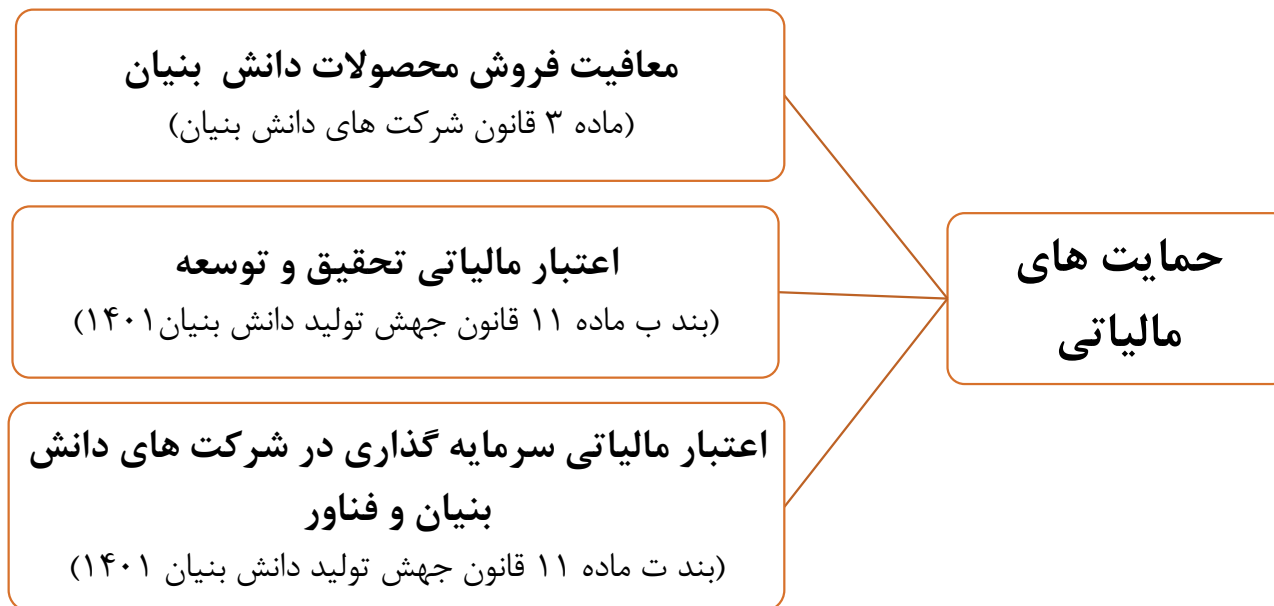 حمایت های
مالیاتی
معافیت فروش محصولات دانش بنیان
(ماده ۳ قانون شرکت های دانش بنیان)
اعتبار مالیاتی تحقیق و توسعه
(بند ب ماده ۱۱ قانون جهش تولید دانش بنیان۱۴۰۱)
اعتبار مالیاتی سرمایه گذاری در شرکت های دانش
بنیان و فناور
(بند ت ماده ۱۱ قانون جهش تولید دانش بنیان ۱۴۰۱)